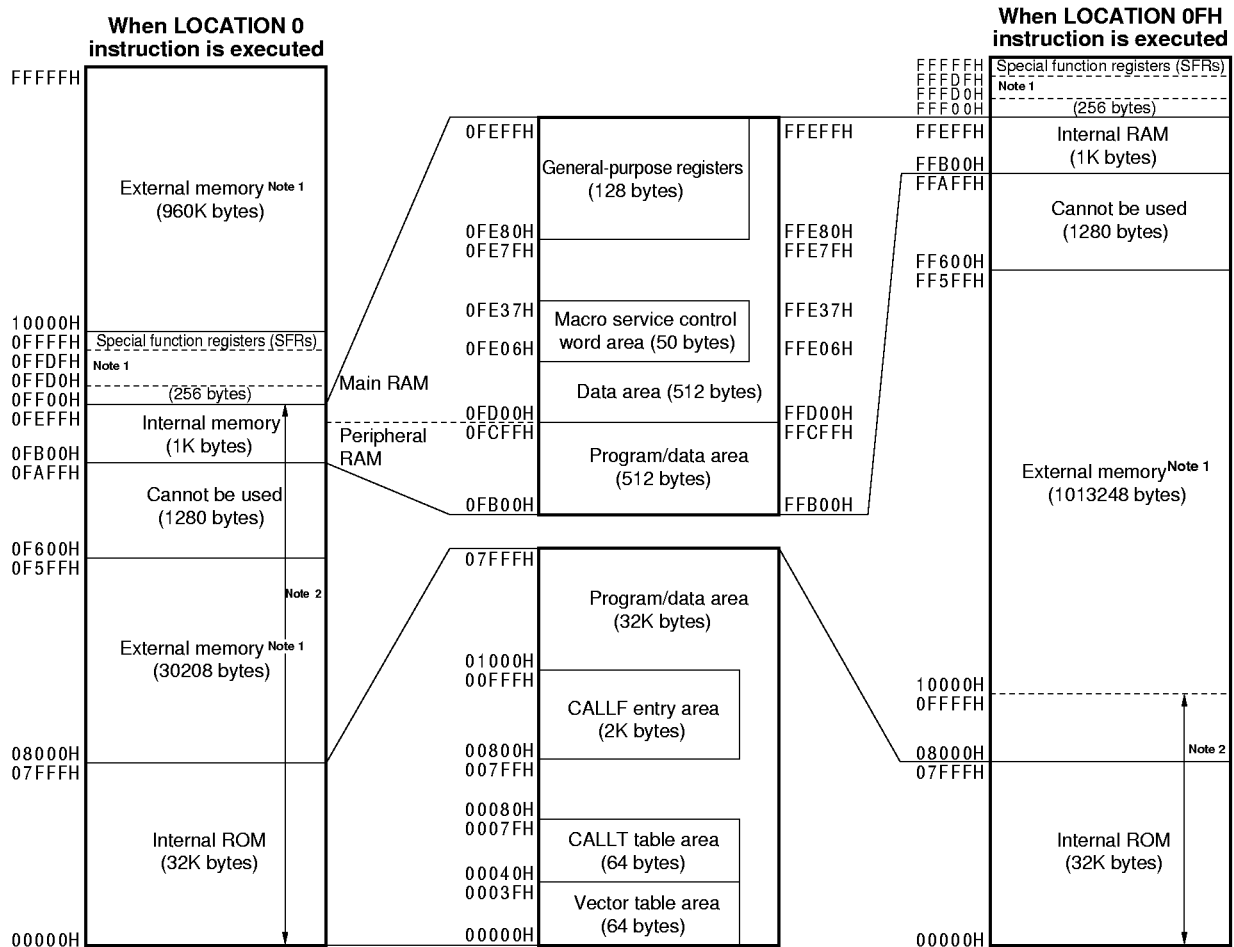 When LOCATION 0
instruction is executed
FFFFFH
External memory Note 1
(960K bytes)
10000H
0FFFFH
Special function registers (SFRs)
0FFDFH
Note 1
0FFD0H
0FF00H
(256 bytes)
0FEFFH
Internal memory
(1K bytes)
0FB00H
0FAFFH
Cannot be used
(1280 bytes)
0F600H
0F5FFH
Note 2
External memory Note 1
(30208 bytes)
08000H
07FFFH
Internal ROM
(32K bytes)
00000H
Main RAM
Peripheral
RAM
0FEFFH
FFEFFH
General-purpose registers
(128 bytes)
0FE80H
FFE80H
0FE7FH
FFE7FH
0FE37H
FFE37H
Macro service control
word area (50 bytes)
0FE06H
FFE06H
Data area (512 bytes)
0FD00H
FFD00H
0FCFFH
FFCFFH
Program/data area
(512 bytes)
0FB00H
FFB00H
07FFFH
Program/data area
(32K bytes)
01000H
00FFFH
CALLF entry area
(2K bytes)
00800H
007FFH
00080H
0007FH
CALLT table area
(64 bytes)
00040H
0003FH
Vector table area
(64 bytes)
00000H
When LOCATION 0FH
instruction is executed
FFFFFH
Special function registers (SFRs)
FFFDFH
Note 1
FFFD0H
FFF00H
(256 bytes)
FFEFFH
Internal RAM
(1K bytes)
FFB00H
FFAFFH
Cannot be used
(1280 bytes)
FF600H
FF5FFH
External memory Note 1
(1013248 bytes)
10000H
0FFFFH
Note 2
08000H
07FFFH
Internal ROM
(32K bytes)
00000H